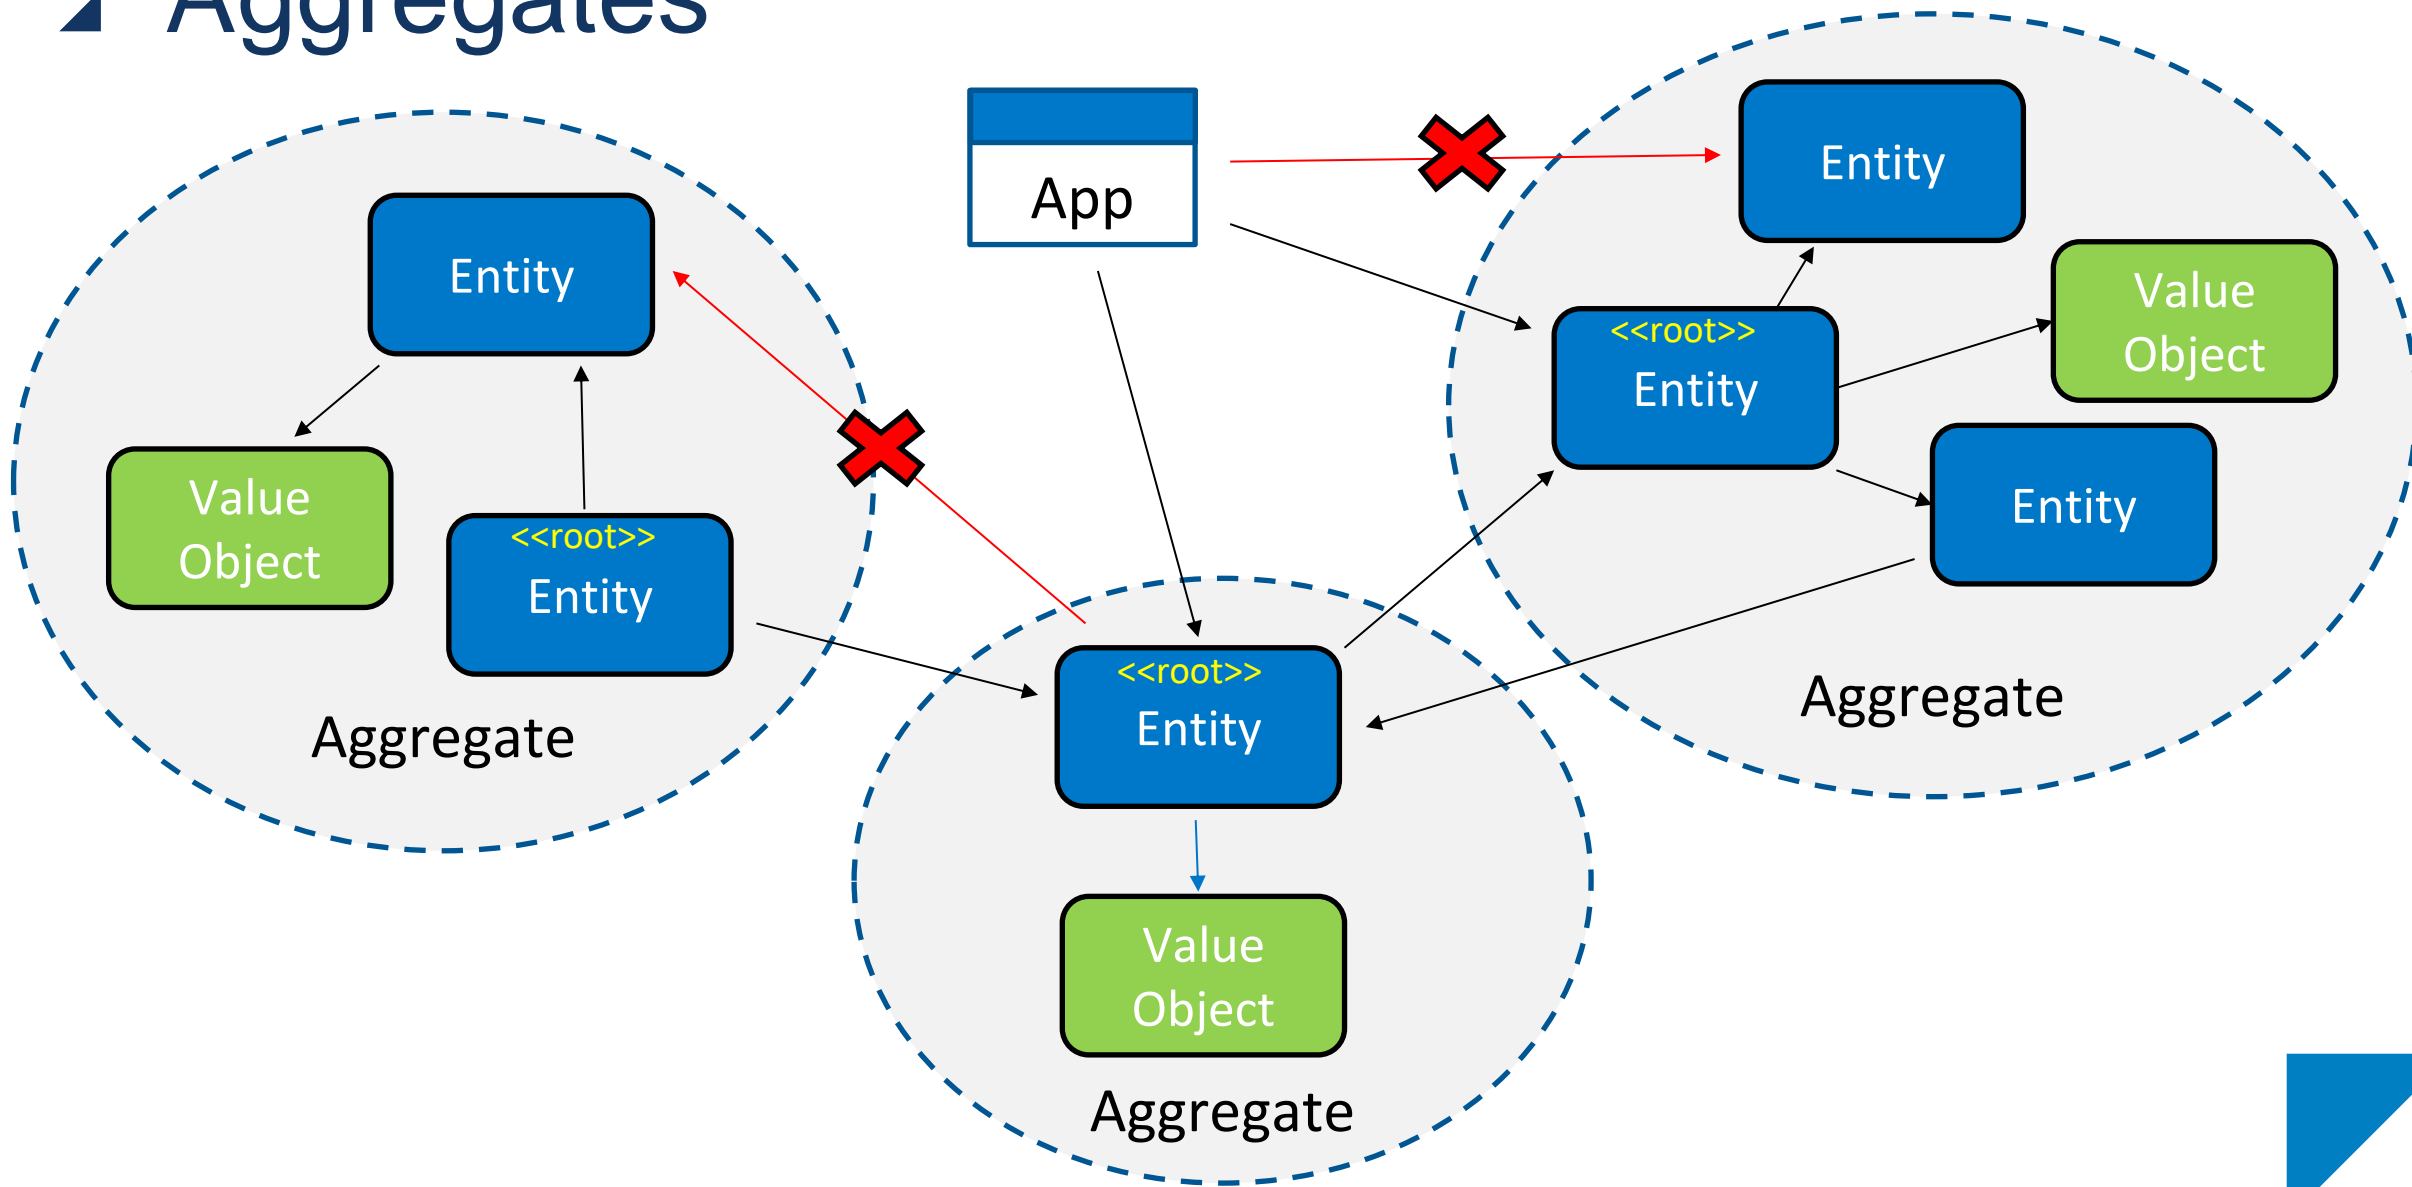 Aggregates
App
Entity
Value
Object
<<root>>
Entity
Aggregate
Entity
Value
Object
<<root>>
Entity
Entity
Aggregate
<<root>>
Entity
Value
Object
Aggregate